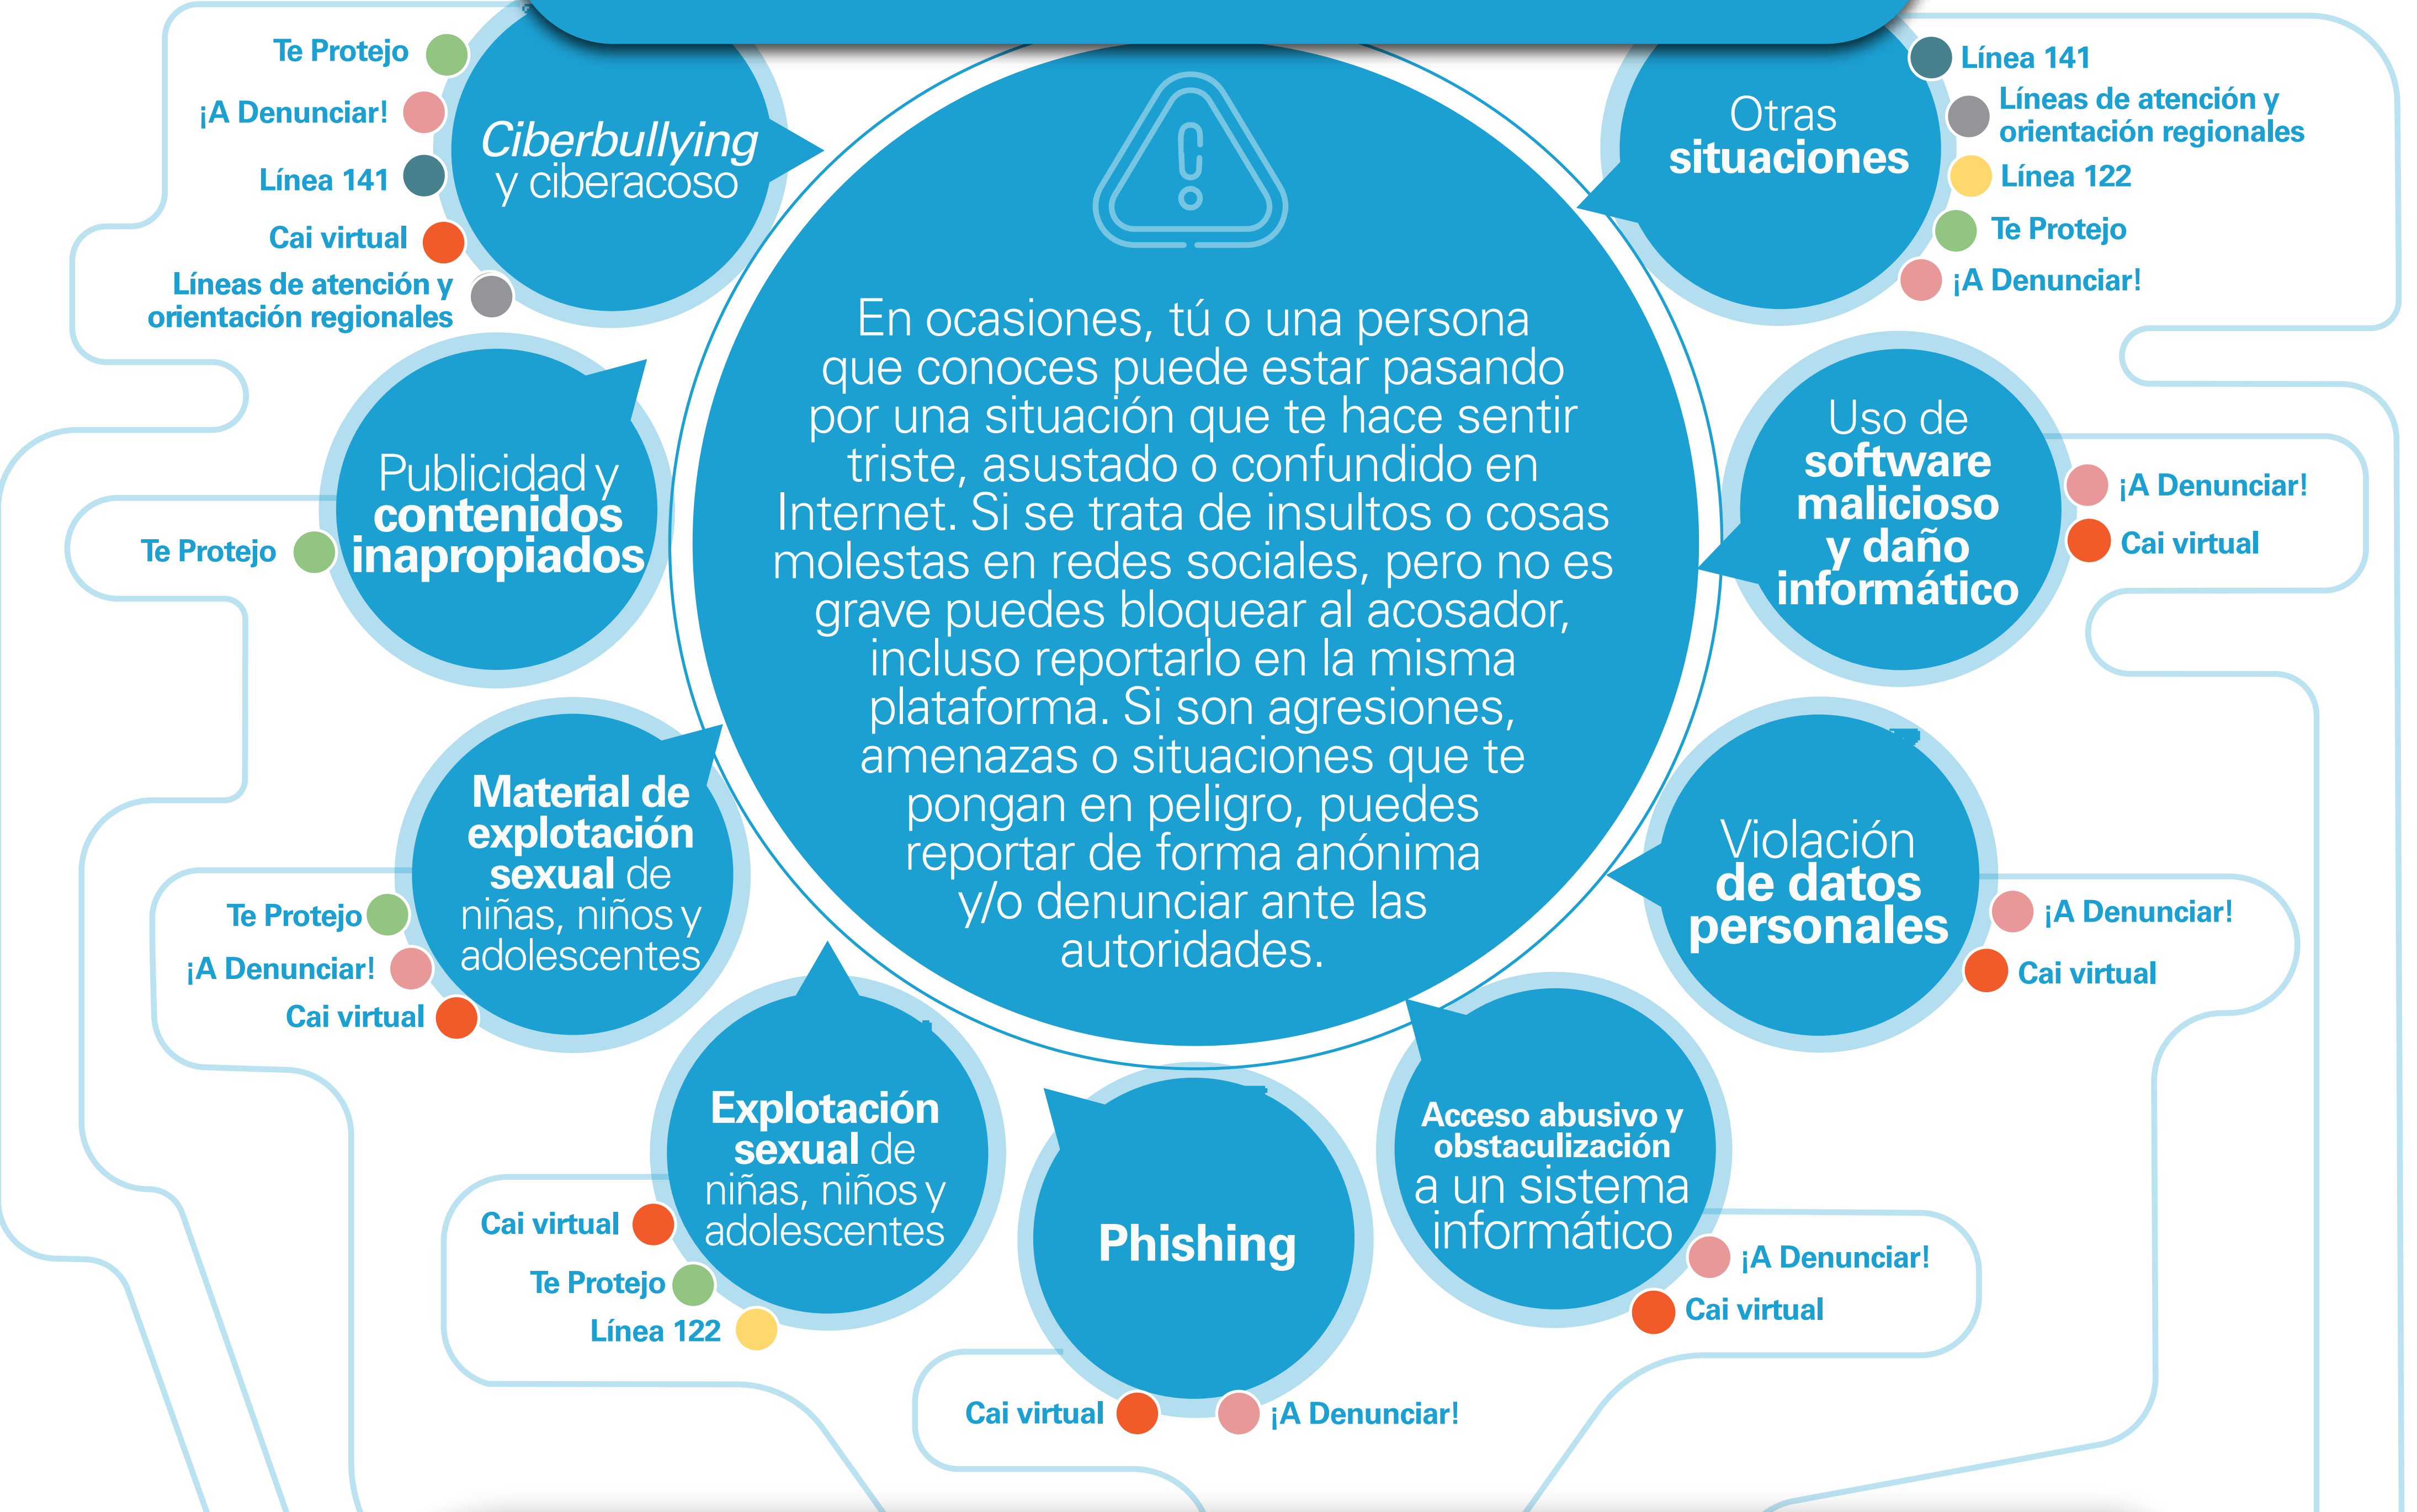 Te Protejo
¡A Denunciar!
Línea 141
Cai virtual
Líneas de atención y
orientación regionales
Ciberbullying
y ciberacoso
Publicidad y
contenidos
inapropiados
Te Protejo
Material de
explotación
sexual de
niñas, niños y
adolescentes
Te Protejo
¡A Denunciar!
Cai virtual
Explotación
sexual de
niñas, niños y
adolescentes
Cai virtual
Te Protejo
Línea 122
En ocasiones, tú o una persona
que conoces puede estar pasando
por una situación que te hace sentir
triste, asustado o confundido en
Internet. Si se trata de insultos o cosas
molestas en redes sociales, pero no es
grave puedes bloquear al acosador,
incluso reportarlo en la misma
plataforma. Si son agresiones,
amenazas o situaciones que te
pongan en peligro, puedes
reportar de forma anónima
y/o denunciar ante las
autoridades.
Phishing
Cai virtual
¡A Denunciar!
Otras
situaciones
Línea 141
Líneas de atención y
orientación regionales
Línea 122
Te Protejo
¡A Denunciar!
Uso de
software
malicioso
y daño
informático
¡A Denunciar!
Cai virtual
Violación
de datos
personales
¡A Denunciar!
Cai virtual
Acceso abusivo y
obstaculización
a un sistema
informático
¡A Denunciar!
Cai virtual